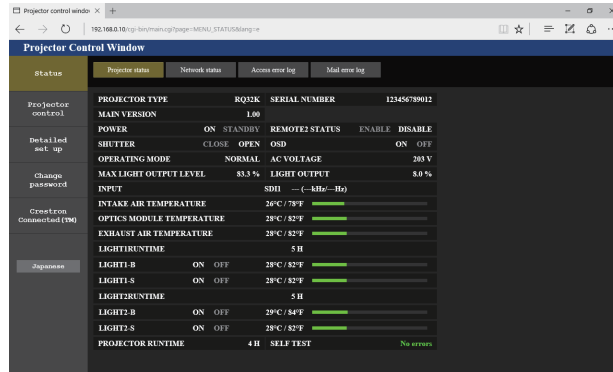 Projector control window
192.168.0.10/cgi-bin/main.cgi?page=MENU_STATUS&lang=e
Projector Control Window
Status
Projector status Network status Access error log Mail error log
Projector
control
Detailed
set up
Change
password
Crestron
Connected(TM)
Japanese
PROJECTOR TYPE RQ32K SERIAL NUMBER 123456789012
MAIN VERSION 1.00
POWER ON STANDBY REMOTE2 STATUS ENABLE DISABLE
SHUTTER CLOSE OPEN OSD ON OFF
OPERATING MODE NORMAL AC VOLTAGE 203 V
MAX LIGHT OUTPUT LEVEL 83.3 % LIGHT OUTPUT 8.0 %
INPUT SDI1 --- (---kHz/---Hz)
INTAKE AIR TEMPERATURE 26°C / 78°F
OPTICS MODULE TEMPERATURE 28°C / 82°F
EXHAUST AIR TEMPERATURE 28°C / 82°F
LIGHT1RUNTIME 5 H
LIGHT1-B ON OFF 28°C / 82°F
LIGHT1-S ON OFF 28°C / 82°F
LIGHT2RUNTIME 5 H
LIGHT2-B ON OFF 29°C / 84°F
LIGHT2-S ON OFF 28°C / 82°F
PROJECTOR RUNTIME 4 H SELF TEST No errors